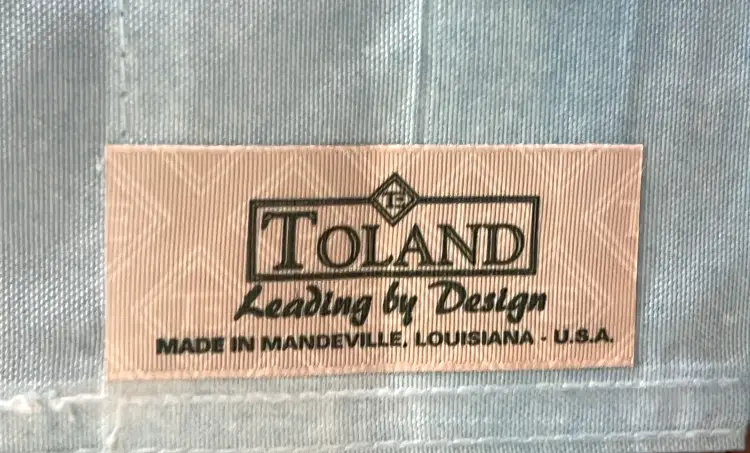 TOLAND
Leading by Design
MADE IN MANDEVILLE, LOUISIANA - U.S.A.